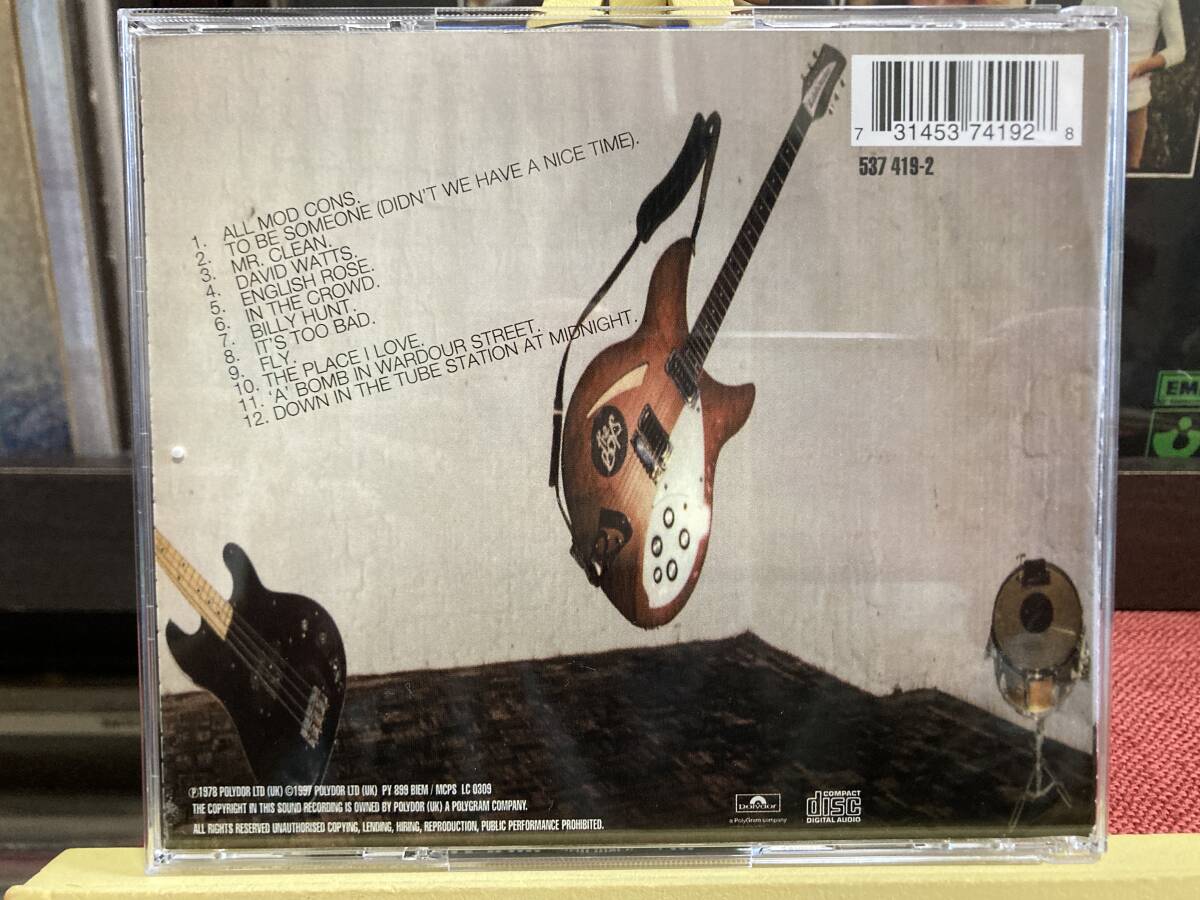 7 31453 74192 8
537 419-2
1. ALL MOD CONS.
2. TO BE SOMEONE (DIDN'T WE HAVE A NICE TIME).
3. MR. CLEAN.
4. DAVID WATTS.
5. ENGLISH ROSE.
6. IN THE CROWD.
7. BILLY HUNT.
8. IT'S TOO BAD.
9. FLY.
10. THE PLACE I LOVE.
11. 'A' BOMB IN WARDOUR STREET.
12. DOWN IN THE TUBE STATION AT MIDNIGHT.
EM
Ⓟ1978 POLYDOR LTD (UK) ©1997 POLYDOR LTD (UK) PY 899 BIEM / MCPS LC 0309
THE COPYRIGHT IN THIS SOUND RECORDING IS OWNED BY POLYDOR (UK) A POLYGRAM COMPANY.
ALL RIGHTS RESERVED UNAUTHORISED COPYING, LENDING, HIRING, REPRODUCTION, PUBLIC PERFORMANCE PROHIBITED.
Polydor
a PolyGram company
COMPACT
disc
DIGITAL AUDIO